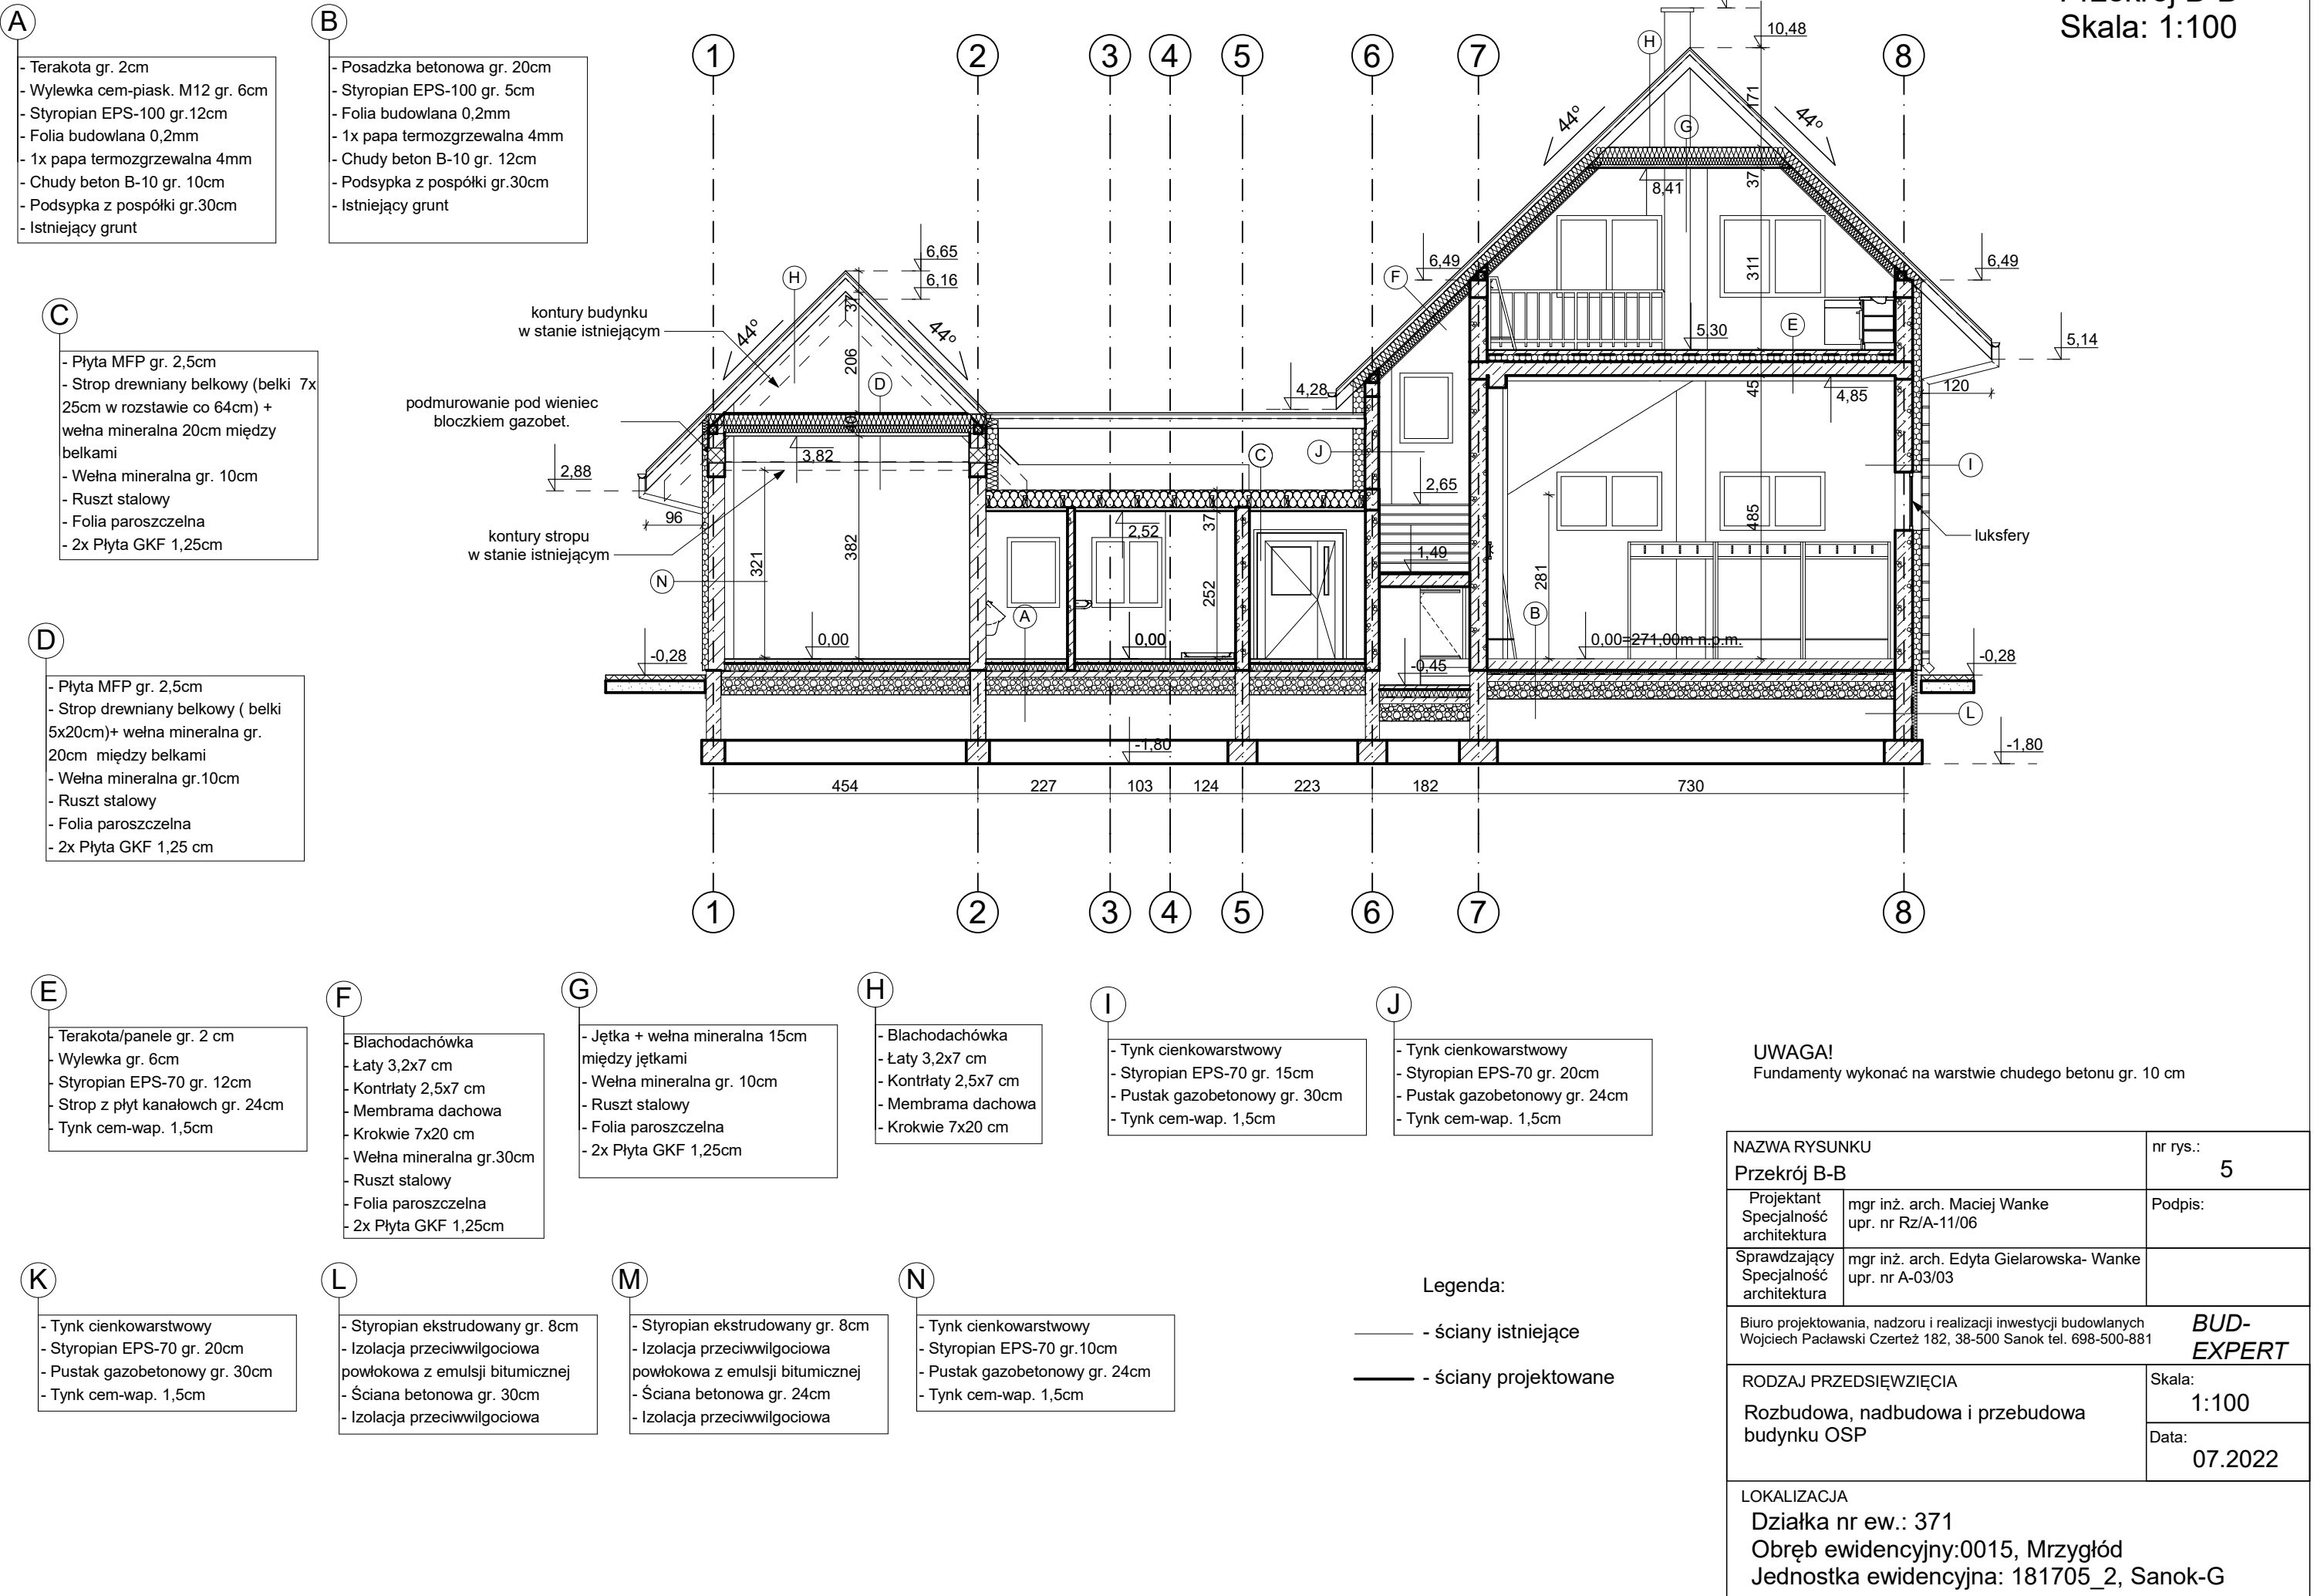 Przekrój B-B
Skala: 1:100
A
- Terakota gr. 2cm
- Wylewka cem-piask. M12 gr. 6cm
- Styropian EPS-100 gr.12cm
- Folia budowlana 0,2mm
- 1x papa termozgrzewalna 4mm
- Chudy beton B-10 gr. 10cm
- Podsypka z pospółki gr.30cm
- Istniejący grunt
B
- Posadzka betonowa gr. 20cm
- Styropian EPS-100 gr. 5cm
- Folia budowlana 0,2mm
- 1x papa termozgrzewalna 4mm
- Chudy beton B-10 gr. 12cm
- Podsypka z pospółki gr.30cm
- Istniejący grunt
C
- Płyta MFP gr. 2,5cm
- Strop drewniany belkowy (belki 7x
25cm w rozstawie co 64cm) +
wełna mineralna 20cm między
belkami
- Wełna mineralna gr. 10cm
- Ruszt stalowy
- Folia paroszczelna
- 2x Płyta GKF 1,25cm
D
- Płyta MFP gr. 2,5cm
- Strop drewniany belkowy ( belki
5x20cm)+ wełna mineralna gr.
20cm między belkami
- Wełna mineralna gr.10cm
- Ruszt stalowy
- Folia paroszczelna
- 2x Płyta GKF 1,25 cm
1 2 3 4 5 6 7 8
10,48
H
171
44º 44º
G
37
8,41
6,65
6,16
6,49
6,49
F
H
311
kontury budynku
w stanie istniejącym
37
44º 44º
206
5,30
E
5,14
D
4,28
45
4,85
120
podmurowanie pod wieniec
bloczkiem gazobet.
40
3,82
C
J
I
2,88
2,65
96
37
2,52
485
luksfery
kontury stropu
w stanie istniejącym
382
1,49
321
N
252
281
A
B
0,00
0,00
0,00=271,00m n.p.m.
-0,28
-0,45
-0,28
L
-1,80
-1,80
454 227 103 124 223 182 730
1 2 3 4 5 6 7 8
E
- Terakota/panele gr. 2 cm
- Wylewka gr. 6cm
- Styropian EPS-70 gr. 12cm
- Strop z płyt kanałowch gr. 24cm
- Tynk cem-wap. 1,5cm
F
- Blachodachówka
- Łaty 3,2x7 cm
- Kontrłaty 2,5x7 cm
- Membrama dachowa
- Krokwie 7x20 cm
- Wełna mineralna gr.30cm
- Ruszt stalowy
- Folia paroszczelna
- 2x Płyta GKF 1,25cm
G
- Jętka + wełna mineralna 15cm
między jętkami
- Wełna mineralna gr. 10cm
- Ruszt stalowy
- Folia paroszczelna
- 2x Płyta GKF 1,25cm
H
- Blachodachówka
- Łaty 3,2x7 cm
- Kontrłaty 2,5x7 cm
- Membrama dachowa
- Krokwie 7x20 cm
I
- Tynk cienkowarstwowy
- Styropian EPS-70 gr. 15cm
- Pustak gazobetonowy gr. 30cm
- Tynk cem-wap. 1,5cm
J
- Tynk cienkowarstwowy
- Styropian EPS-70 gr. 20cm
- Pustak gazobetonowy gr. 24cm
- Tynk cem-wap. 1,5cm
K
- Tynk cienkowarstwowy
- Styropian EPS-70 gr. 20cm
- Pustak gazobetonowy gr. 30cm
- Tynk cem-wap. 1,5cm
L
- Styropian ekstrudowany gr. 8cm
- Izolacja przeciwwilgociowa
powłokowa z emulsji bitumicznej
- Ściana betonowa gr. 30cm
- Izolacja przeciwwilgociowa
M
- Styropian ekstrudowany gr. 8cm
- Izolacja przeciwwilgociowa
powłokowa z emulsji bitumicznej
- Ściana betonowa gr. 24cm
- Izolacja przeciwwilgociowa
N
- Tynk cienkowarstwowy
- Styropian EPS-70 gr.10cm
- Pustak gazobetonowy gr. 24cm
- Tynk cem-wap. 1,5cm
Legenda:
- ściany istniejące
- ściany projektowane
UWAGA!
Fundamenty wykonać na warstwie chudego betonu gr. 10 cm
NAZWA RYSUNKU
Przekrój B-B
nr rys.:
5
Projektant
Specjalność
architektura
mgr inż. arch. Maciej Wanke
upr. nr Rz/A-11/06
Podpis:
Sprawdzający
Specjalność
architektura
mgr inż. arch. Edyta Gielarowska- Wanke
upr. nr A-03/03
Biuro projektowania, nadzoru i realizacji inwestycji budowlanych
Wojciech Pacławski Czerteż 182, 38-500 Sanok tel. 698-500-881
BUD-
EXPERT
RODZAJ PRZEDSIĘWZIĘCIA
Rozbudowa, nadbudowa i przebudowa
budynku OSP
Skala:
1:100
Data:
07.2022
LOKALIZACJA
Działka nr ew.: 371
Obręb ewidencyjny:0015, Mrzygłód
Jednostka ewidencyjna: 181705_2, Sanok-G